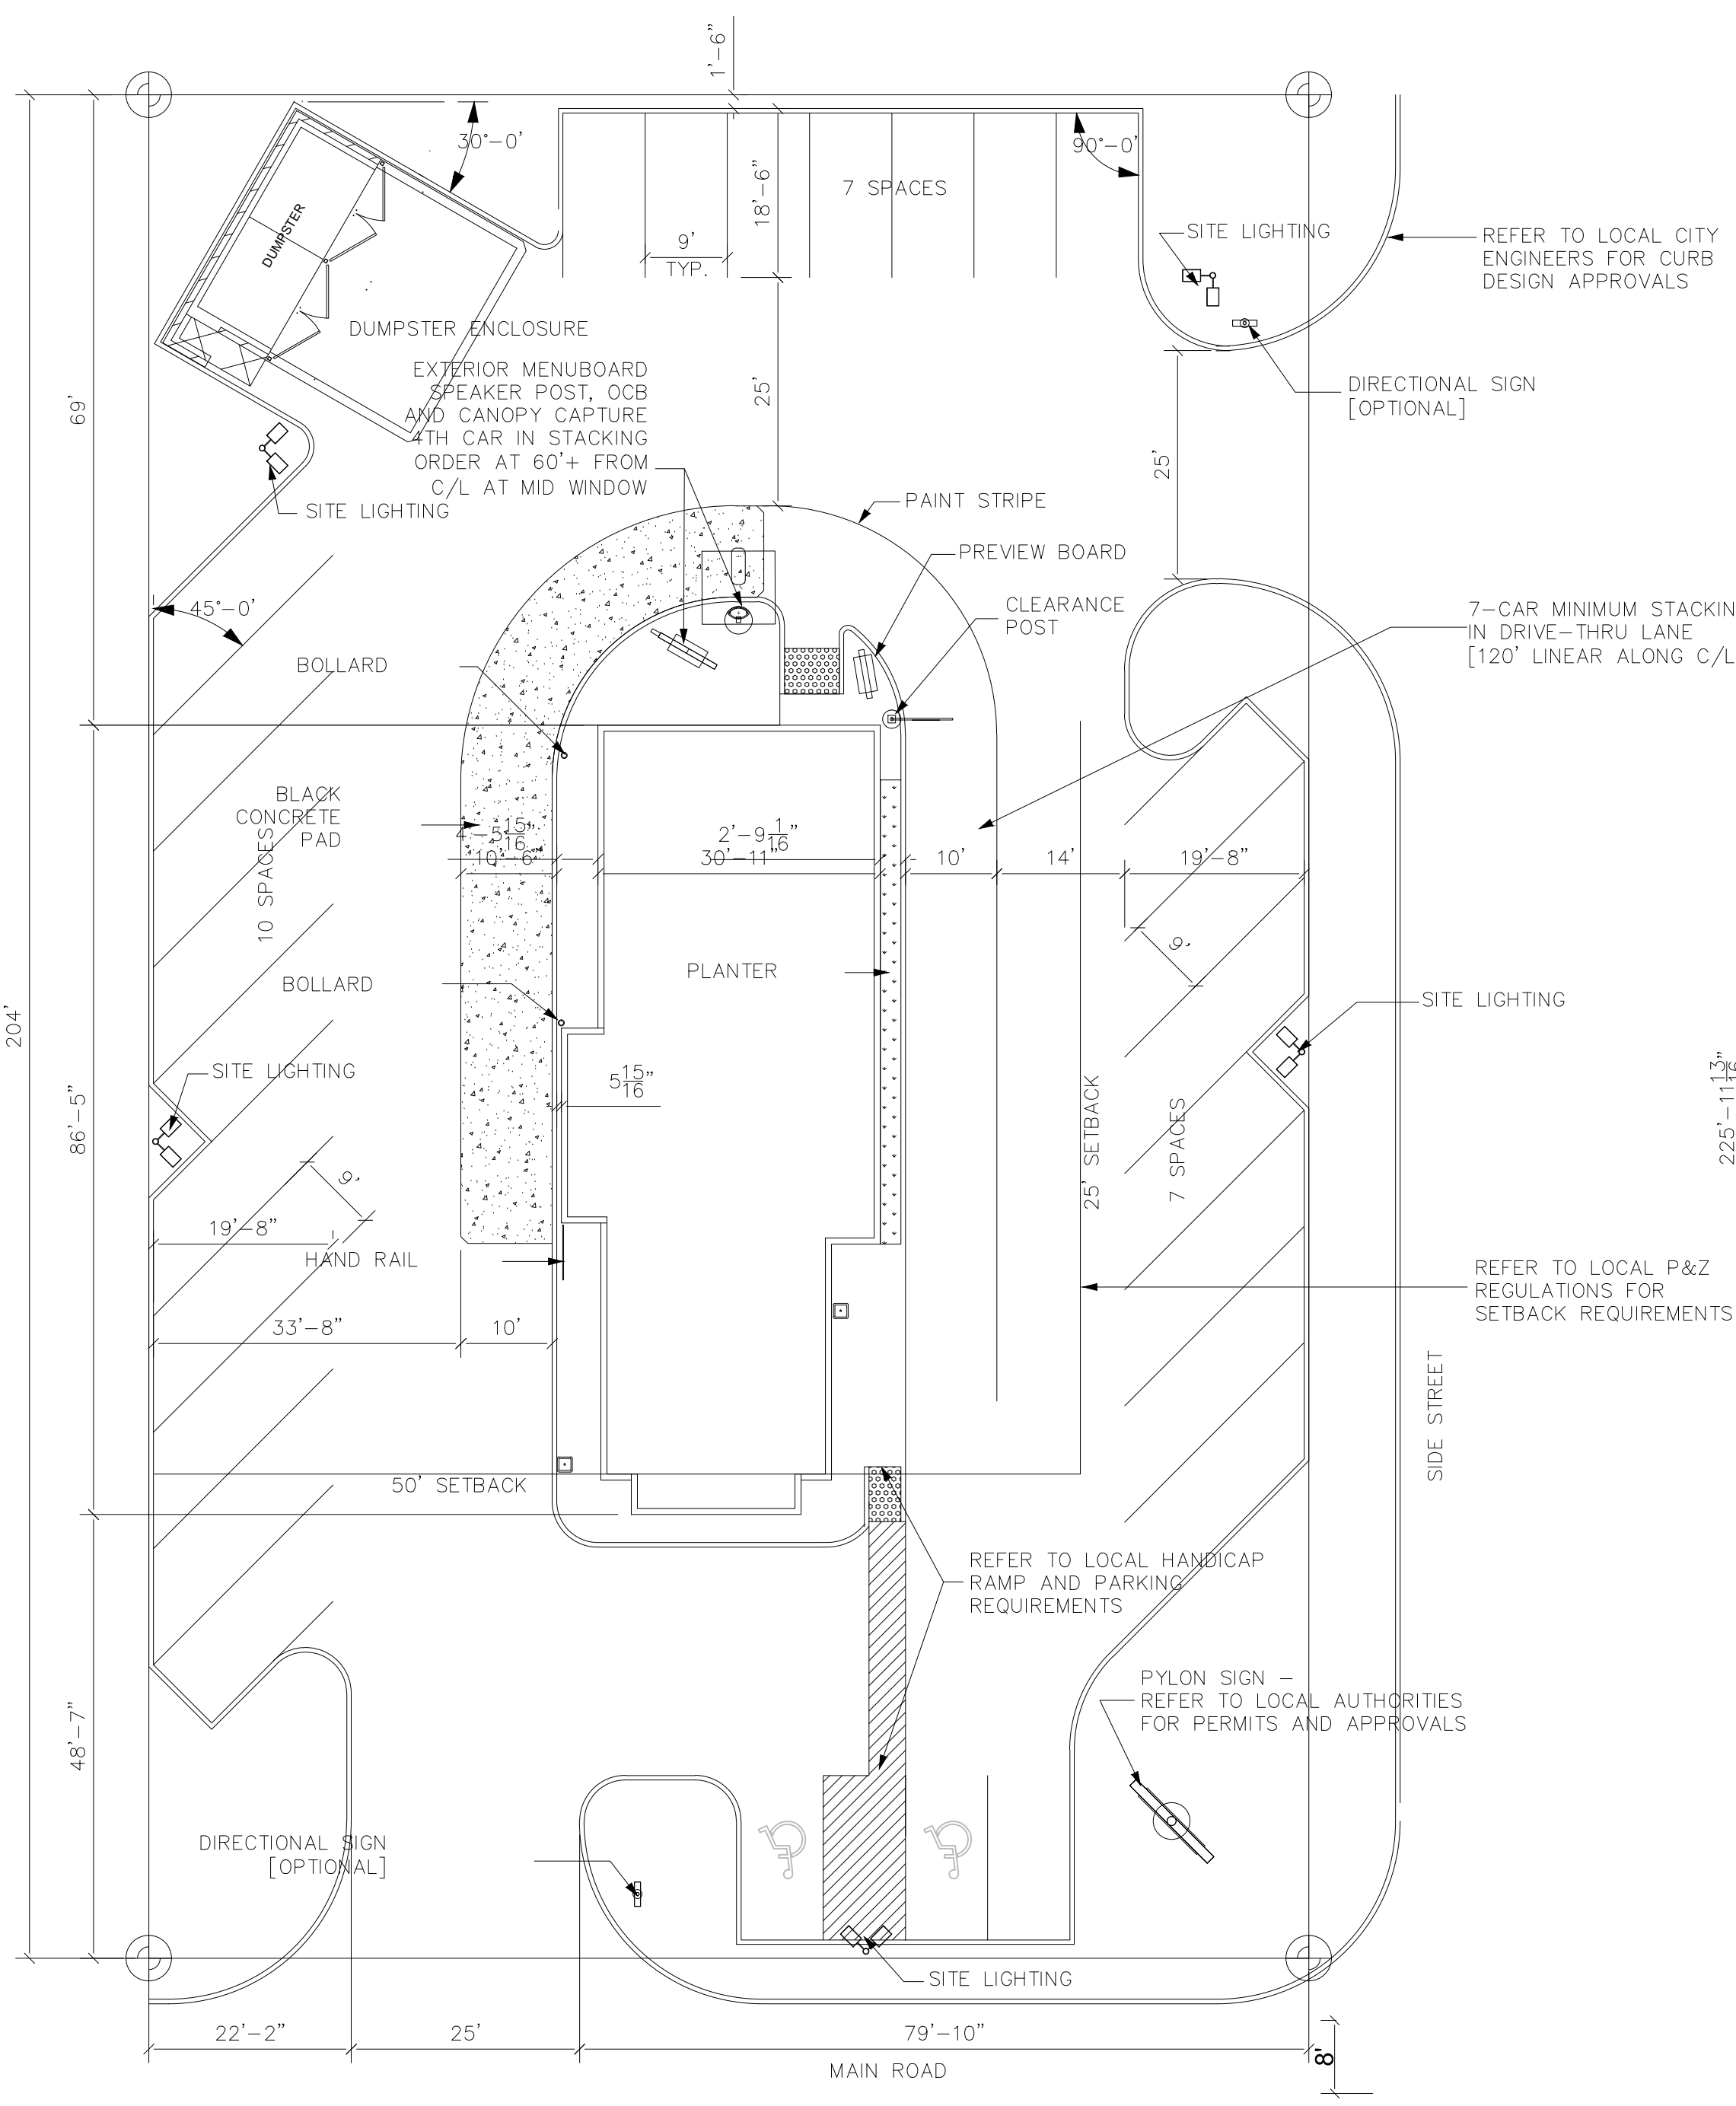 1'-6"
30°-0'
90°-0'
7 SPACES
18'-6"
9'
TYP.
SITE LIGHTING
REFER TO LOCAL CITY
ENGINEERS FOR CURB
DESIGN APPROVALS
DUMPSTER
DUMPSTER ENCLOSURE
EXTERIOR MENUBOARD
SPEAKER POST, OCB
AND CANOPY CAPTURE
4TH CAR IN STACKING
ORDER AT 60'+ FROM
C/L AT MID WINDOW
25'
DIRECTIONAL SIGN
[OPTIONAL]
69'
25'
SITE LIGHTING
PAINT STRIPE
PREVIEW BOARD
CLEARANCE
POST
45°-0'
7-CAR MINIMUM STACKIN
IN DRIVE-THRU LANE
[120' LINEAR ALONG C/L
BOLLARD
BLACK
CONCRETE
PAD
10 SPACES
4'-5 15/16"
10'-6"
2'-9 1/16"
30'-11"
10'
14'
19'-8"
9'
PLANTER
BOLLARD
SITE LIGHTING
204'
SITE LIGHTING
5 15/16"
86'-5"
25' SETBACK
7 SPACES
225'-11 13/16"
9'
19'-8"
HAND RAIL
REFER TO LOCAL P&Z
REGULATIONS FOR
SETBACK REQUIREMENTS
33'-8"
10'
SIDE STREET
50' SETBACK
REFER TO LOCAL HANDICAP
RAMP AND PARKING
REQUIREMENTS
PYLON SIGN -
REFER TO LOCAL AUTHORITIES
FOR PERMITS AND APPROVALS
48'-7"
DIRECTIONAL SIGN
[OPTIONAL]
SITE LIGHTING
22'-2"
25'
79'-10"
8'
MAIN ROAD